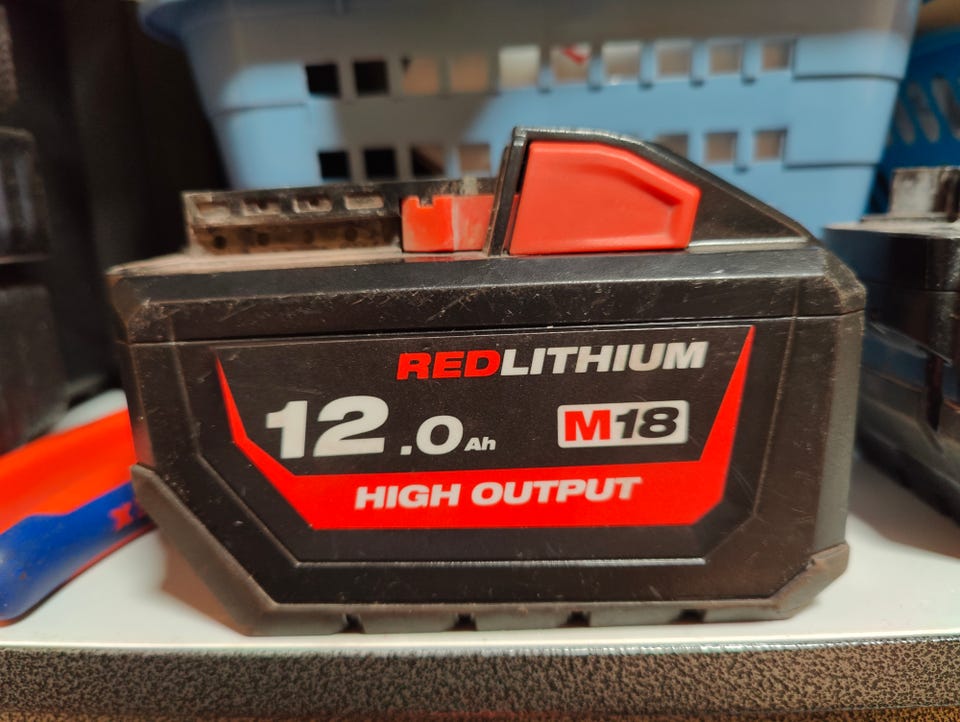 REDLITHIUM
12.0Ah M18
HIGH OUTPUT